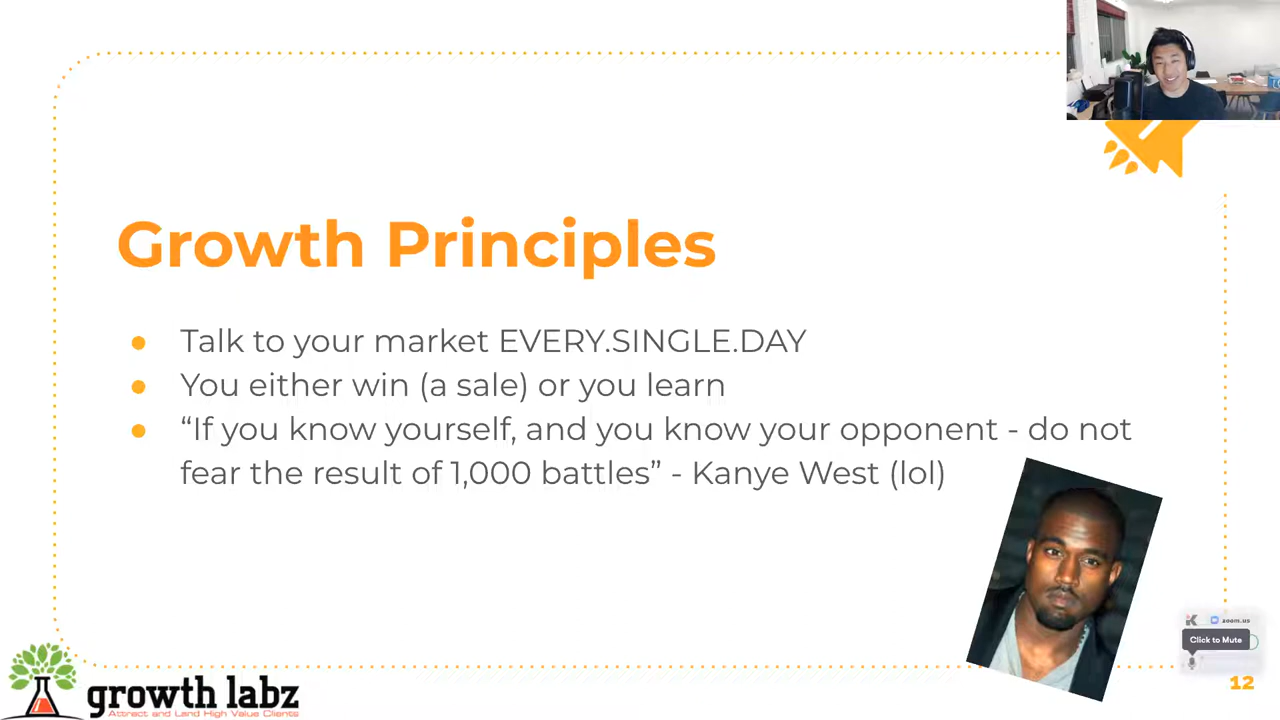 Growth Principles
● Talk to your market EVERY.SINGLE.DAY
● You either win (a sale) or you learn
● “If you know yourself, and you know your opponent - do not
fear the result of 1,000 battles” - Kanye West (lol)
zoom.us
Click to Mute
12
growth labz
Attract and Land High Value Clients